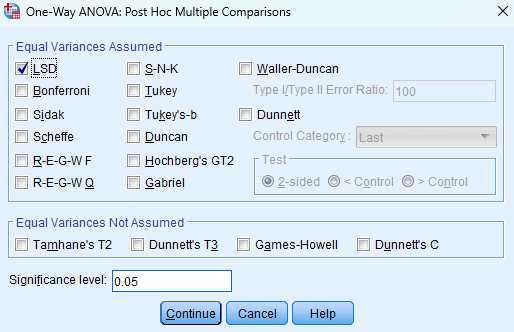 One-Way ANOVA: Post Hoc Multiple Comparisons
Equal Variances Assumed
LSD S-N-K Waller-Duncan
Bonferroni Tukey Type I/Type II Error Ratio: 100
Sidak Tukey's-b Dunnett
Scheffe Duncan Control Category : Last
R-E-G-W F Hochberg's GT2 Test
R-E-G-W Q Gabriel 2-sided < Control > Control
Equal Variances Not Assumed
Tamhane's T2 Dunnett's T3 Games-Howell Dunnett's C
Significance level: 0.05
Continue Cancel Help